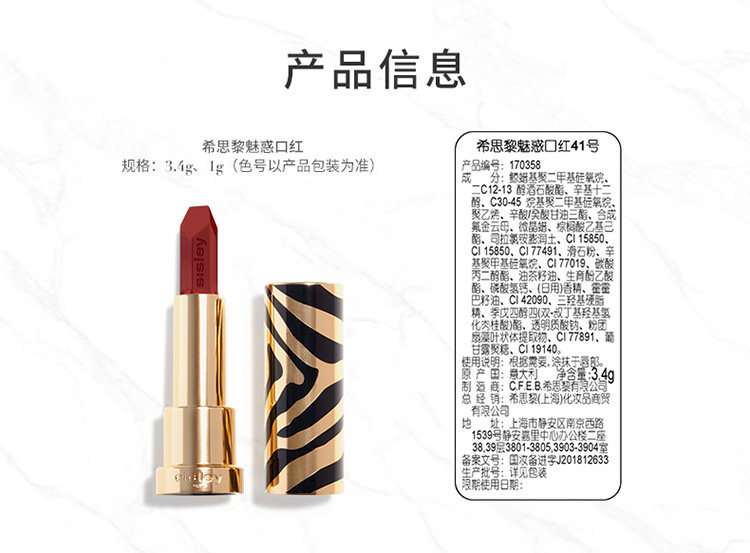 产品信息
希思黎魅惑口红
规格：3.4g、1g（色号以产品包装为准）
sisley
sisley
希思黎魅惑口红41号
产品编号：170358
成　分：鲸蜡基聚二甲基硅氧烷、
二C12-13 醇酒石酸酯、辛基十二
醇、C30-45 烷基聚二甲基硅氧烷、
聚乙烯、辛酸/癸酸甘油三酯、合成
氟金云母、微晶蜡、棕榈酸乙基己
酯、司拉氯铵膨润土、CI 15850、
CI 15850、CI 77491、滑石粉、辛
基聚甲基硅氧烷、CI 77019、碳酸
丙二醇酯、油茶籽油、生育酚乙酸
酯、磷酸氢钙、(日用)香精、霍霍
巴籽油、CI 42090、三羟基硬脂
精、季戊四醇四(双-叔丁基羟基氢
化肉桂酸)酯、透明质酸钠、粉团
扇藻叶状体提取物、CI 77891、葡
甘露聚糖、CI 19140。
使用说明：根据需要,涂抹于唇部。
原 产 国：意大利　净含量:3.4g
制 造 商：C.F.E.B.希思黎有限公司
总 经 销：希思黎(上海)化妆品商贸
有限公司
地　址：上海市静安区南京西路
1539号静安嘉里中心办公楼二座
38,39层3801-3805,3903-3904室
备案文号：国妆备进字J201812633
生产批号：详见包装
限期使用日期：